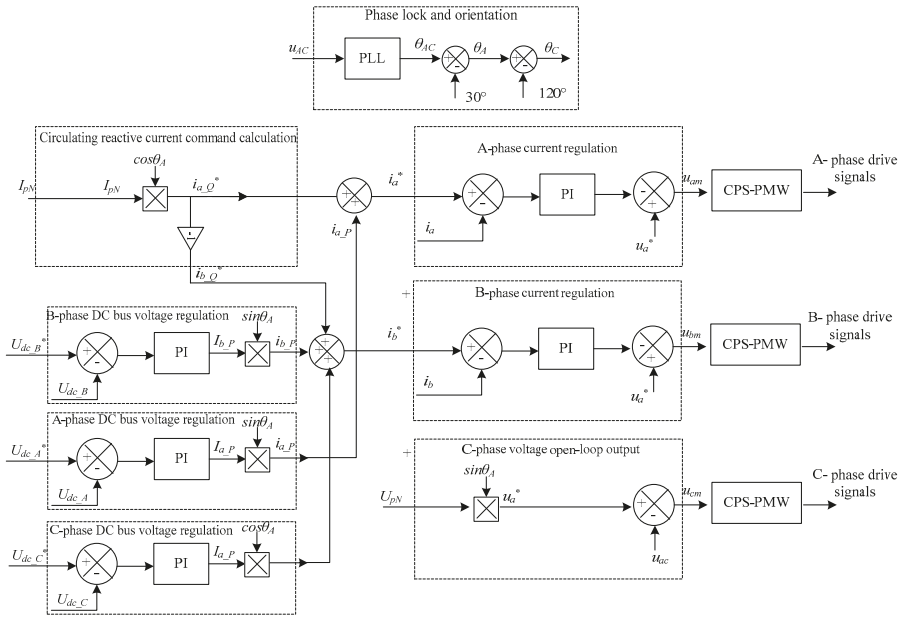 Phase lock and orientation
u_AC
PLL
θ_AC
+
-
θ_A
+
-
θ_C
30°
120°
Circulating reactive current command calculation
cosθ_A
I_pN
I_pN
i_a_Q*
-1
i_b_Q*
i_a*
i_a_P
A-phase current regulation
+
-
PI
-
+
u_am
CPS-PMW
A- phase drive
signals
i_a
u_a*
+
B-phase current regulation
i_b*
+
-
PI
-
+
u_bm
CPS-PMW
B- phase drive
signals
i_b
u_a*
B-phase DC bus voltage regulation
sinθ_A
U_dc_B*
+
-
PI
I_b_P
i_b_P
U_dc_B
A-phase DC bus voltage regulation
sinθ_A
U_dc_A*
+
-
PI
I_a_P
i_a_P
U_dc_A
C-phase DC bus voltage regulation
cosθ_A
U_dc_C*
+
-
PI
I_a_P
U_dc_C
+
C-phase voltage open-loop output
sinθ_A
U_pN
u_a*
+
-
u_cm
CPS-PMW
C- phase drive
signals
u_ac